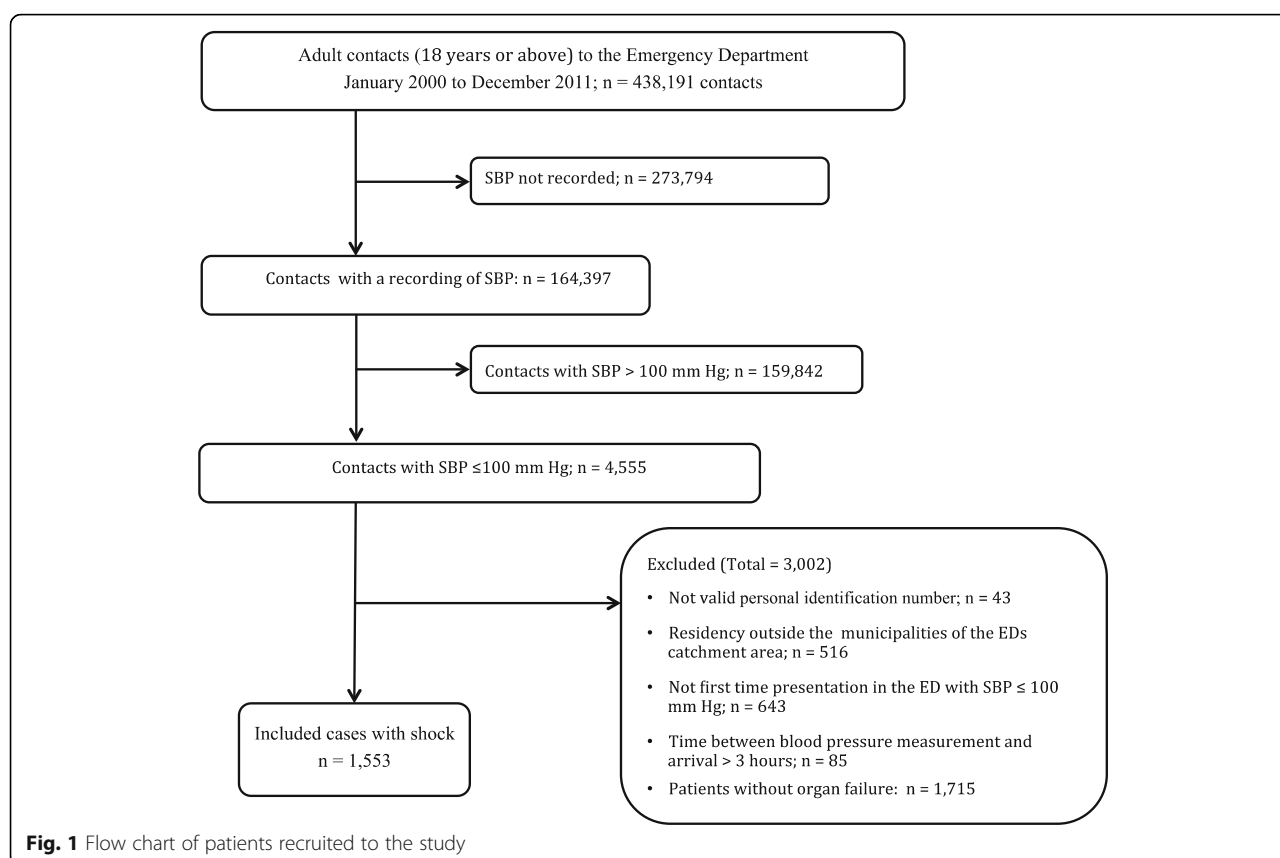 Adult contacts (18 years or above) to the Emergency Department
January 2000 to December 2011; n = 438,191 contacts
SBP not recorded; n = 273,794
Contacts with a recording of SBP: n = 164,397
Contacts with SBP > 100 mm Hg; n = 159,842
Contacts with SBP ≤100 mm Hg; n = 4,555
Excluded (Total = 3,002)
• Not valid personal identification number; n = 43
• Residency outside the municipalities of the EDs
catchment area; n = 516
• Not first time presentation in the ED with SBP ≤ 100
mm Hg; n = 643
• Time between blood pressure measurement and
arrival > 3 hours; n = 85
• Patients without organ failure: n = 1,715
Included cases with shock
n = 1,553
Fig. 1 Flow chart of patients recruited to the study